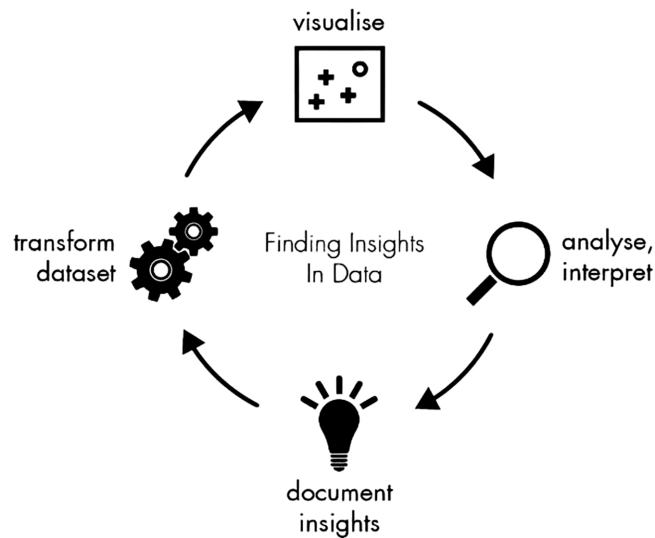 visualise
transform
dataset
Finding Insights
In Data
analyse,
interpret
document
insights